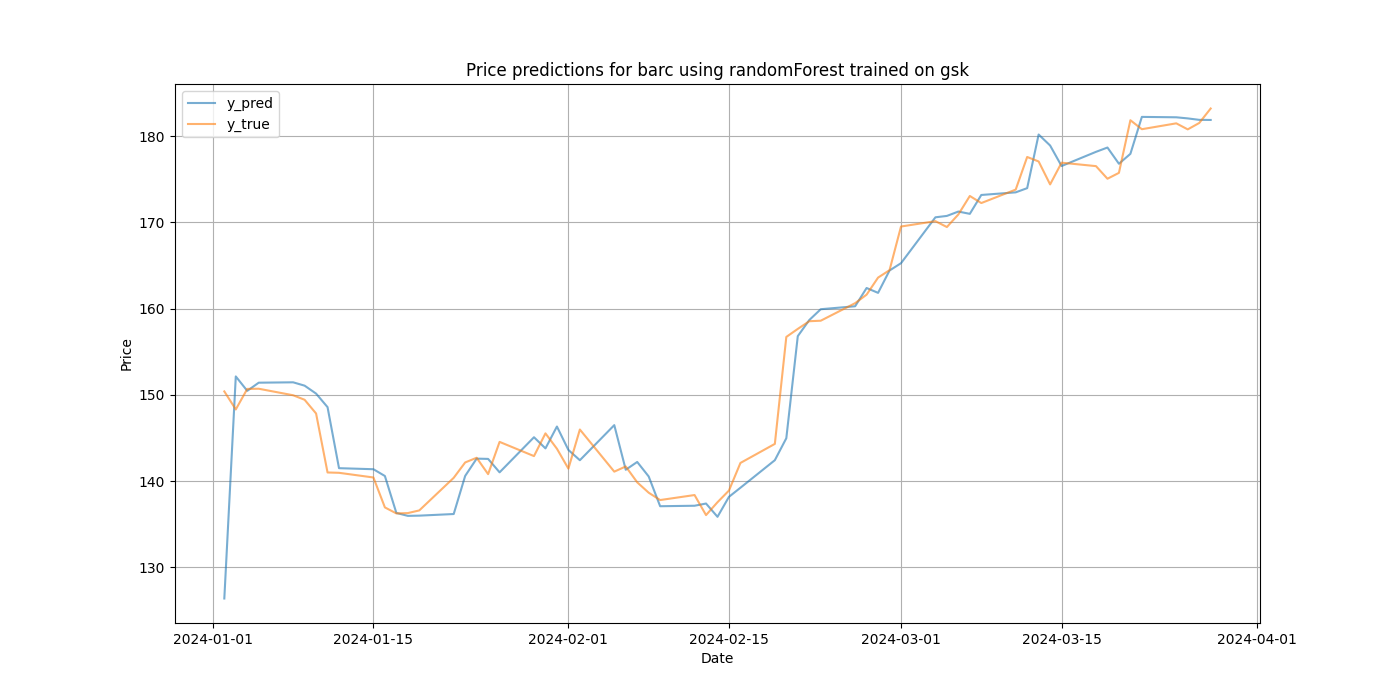 Price predictions for barc using randomForest trained on gsk
y_pred
y_true
180
170
160
150
140
130
Price
2024-01-01 2024-01-15 2024-02-01 2024-02-15 2024-03-01 2024-03-15 2024-04-01
Date